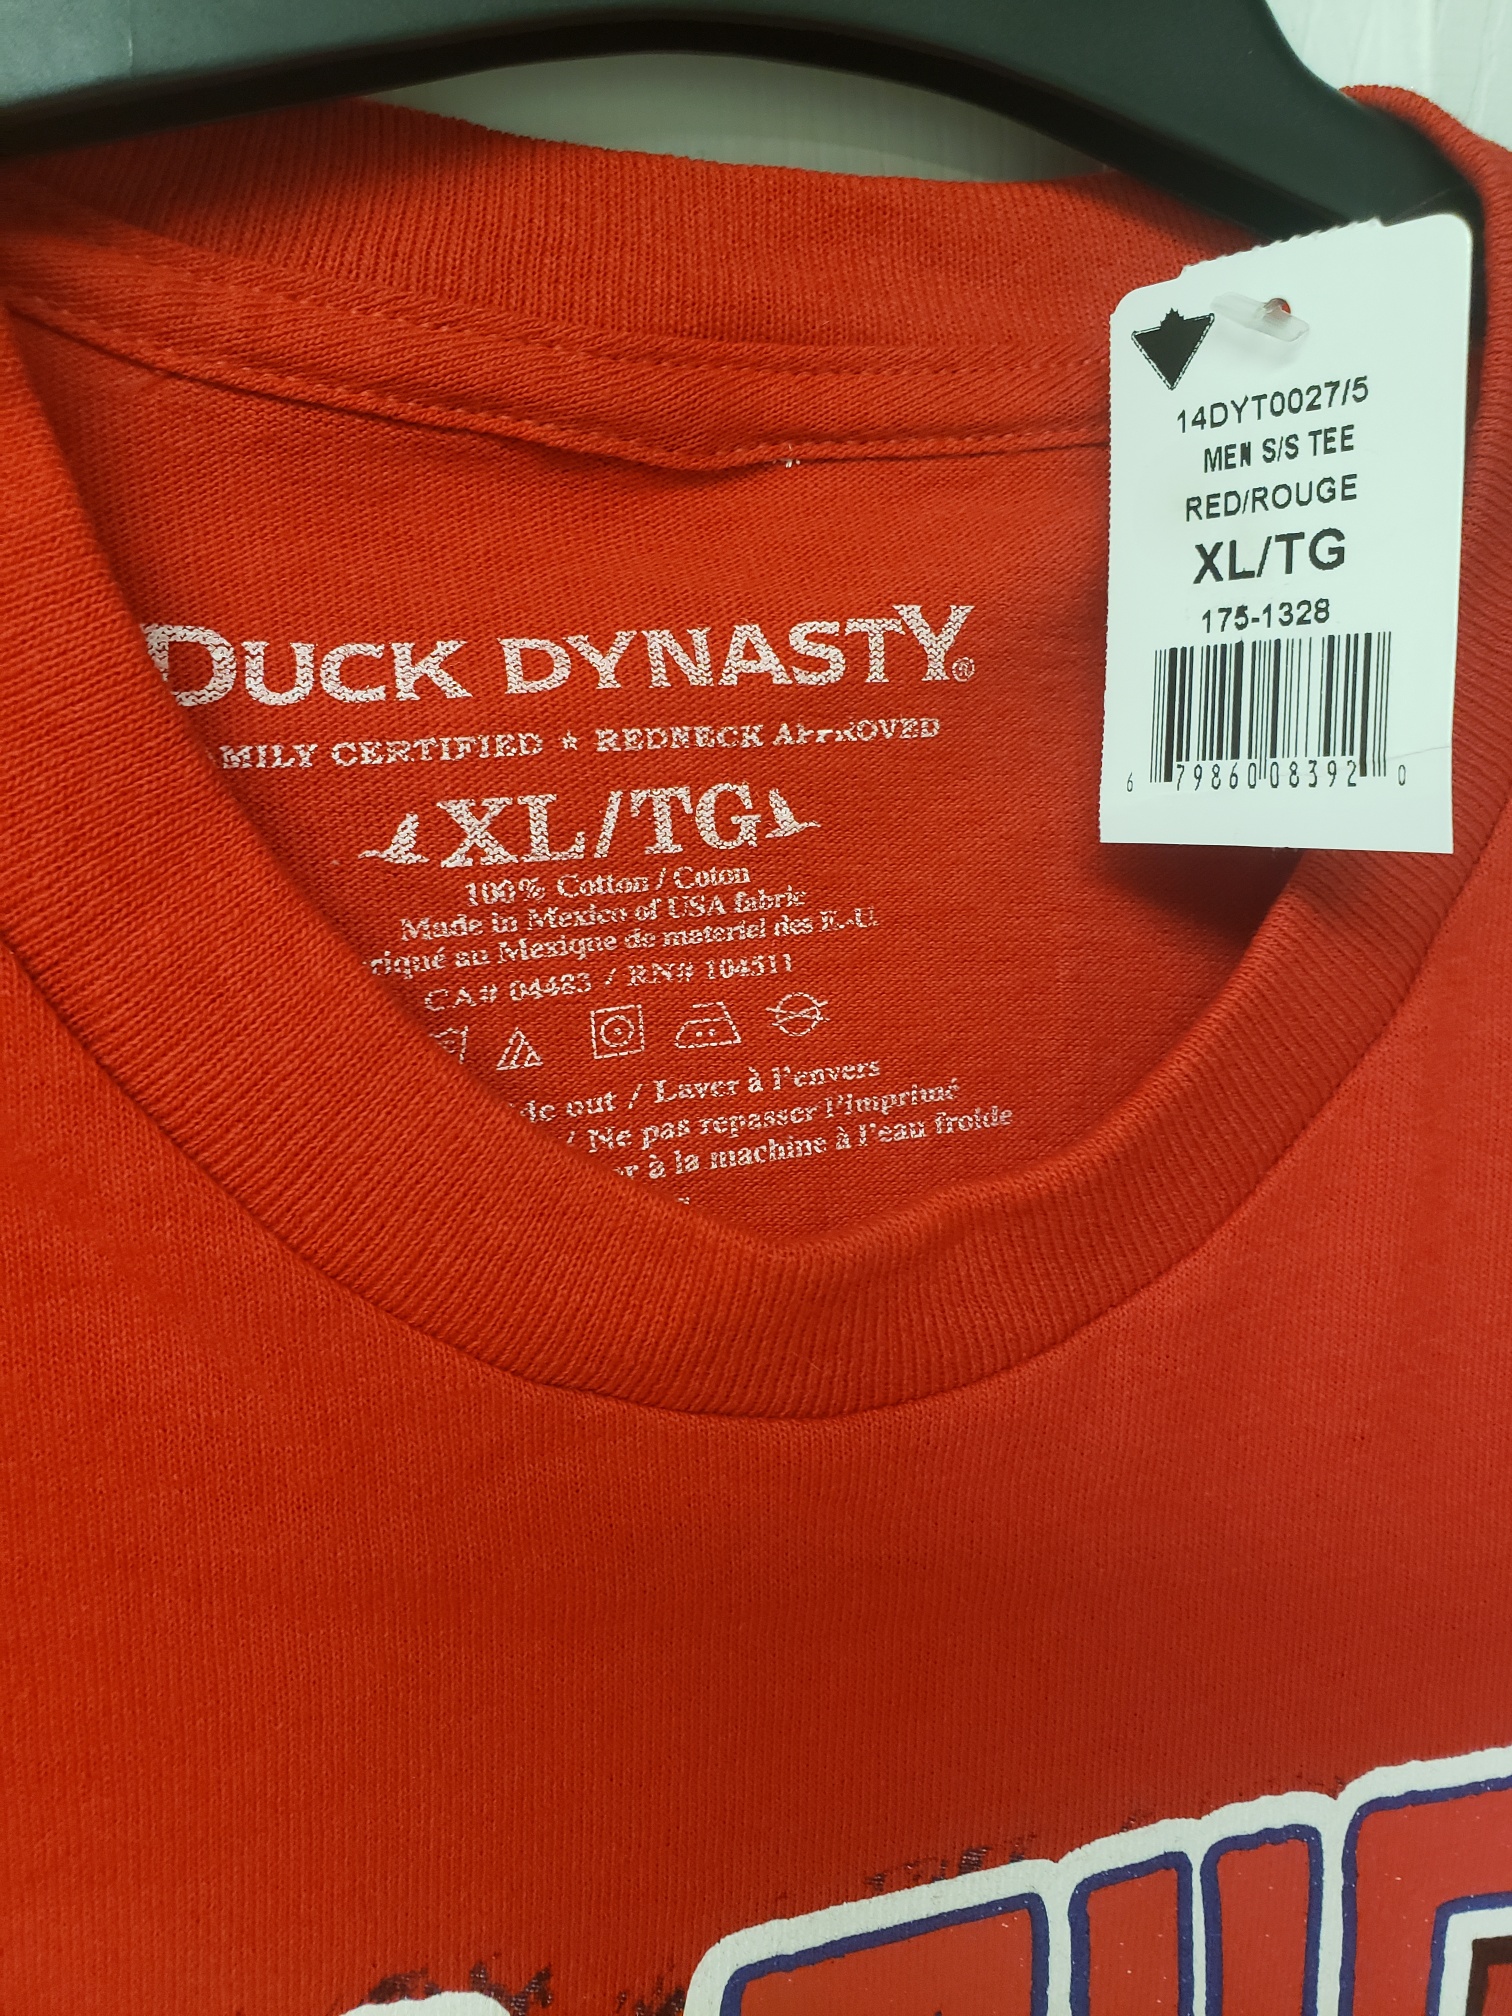 14DYT0027/5
MEN S/S TEE
RED/ROUGE
XL/TG
175-1328
6 79860 08392 0
DUCK DYNASTY®
MILY CERTIFIED ★ REDNECK APPROVED
XL/TG
100% Cotton / Coton
Made in Mexico of USA fabric
riqué au Mexique de materiel des E.-U.
CA# 04483 / RN# 104511
de out / Laver à l'envers
/ Ne pas repasser l'imprimé
er à la machine à l'eau froide